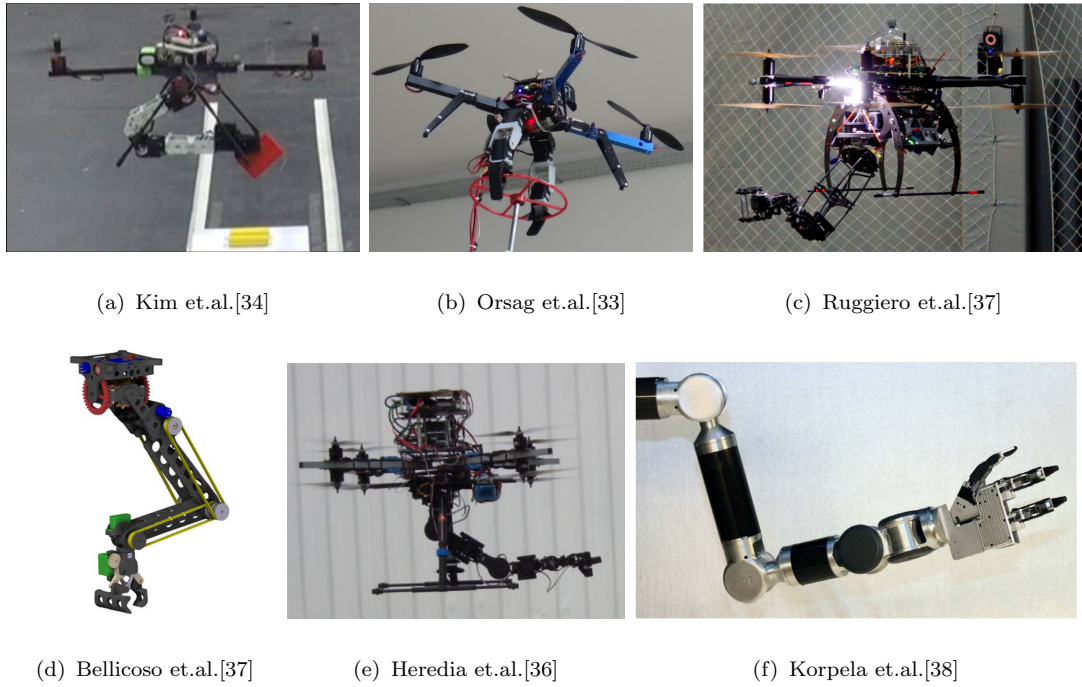 (a) Kim et.al.[34]
(b) Orsag et.al.[33]
(c) Ruggiero et.al.[37]
(d) Bellicoso et.al.[37]
(e) Heredia et.al.[36]
(f) Korpela et.al.[38]